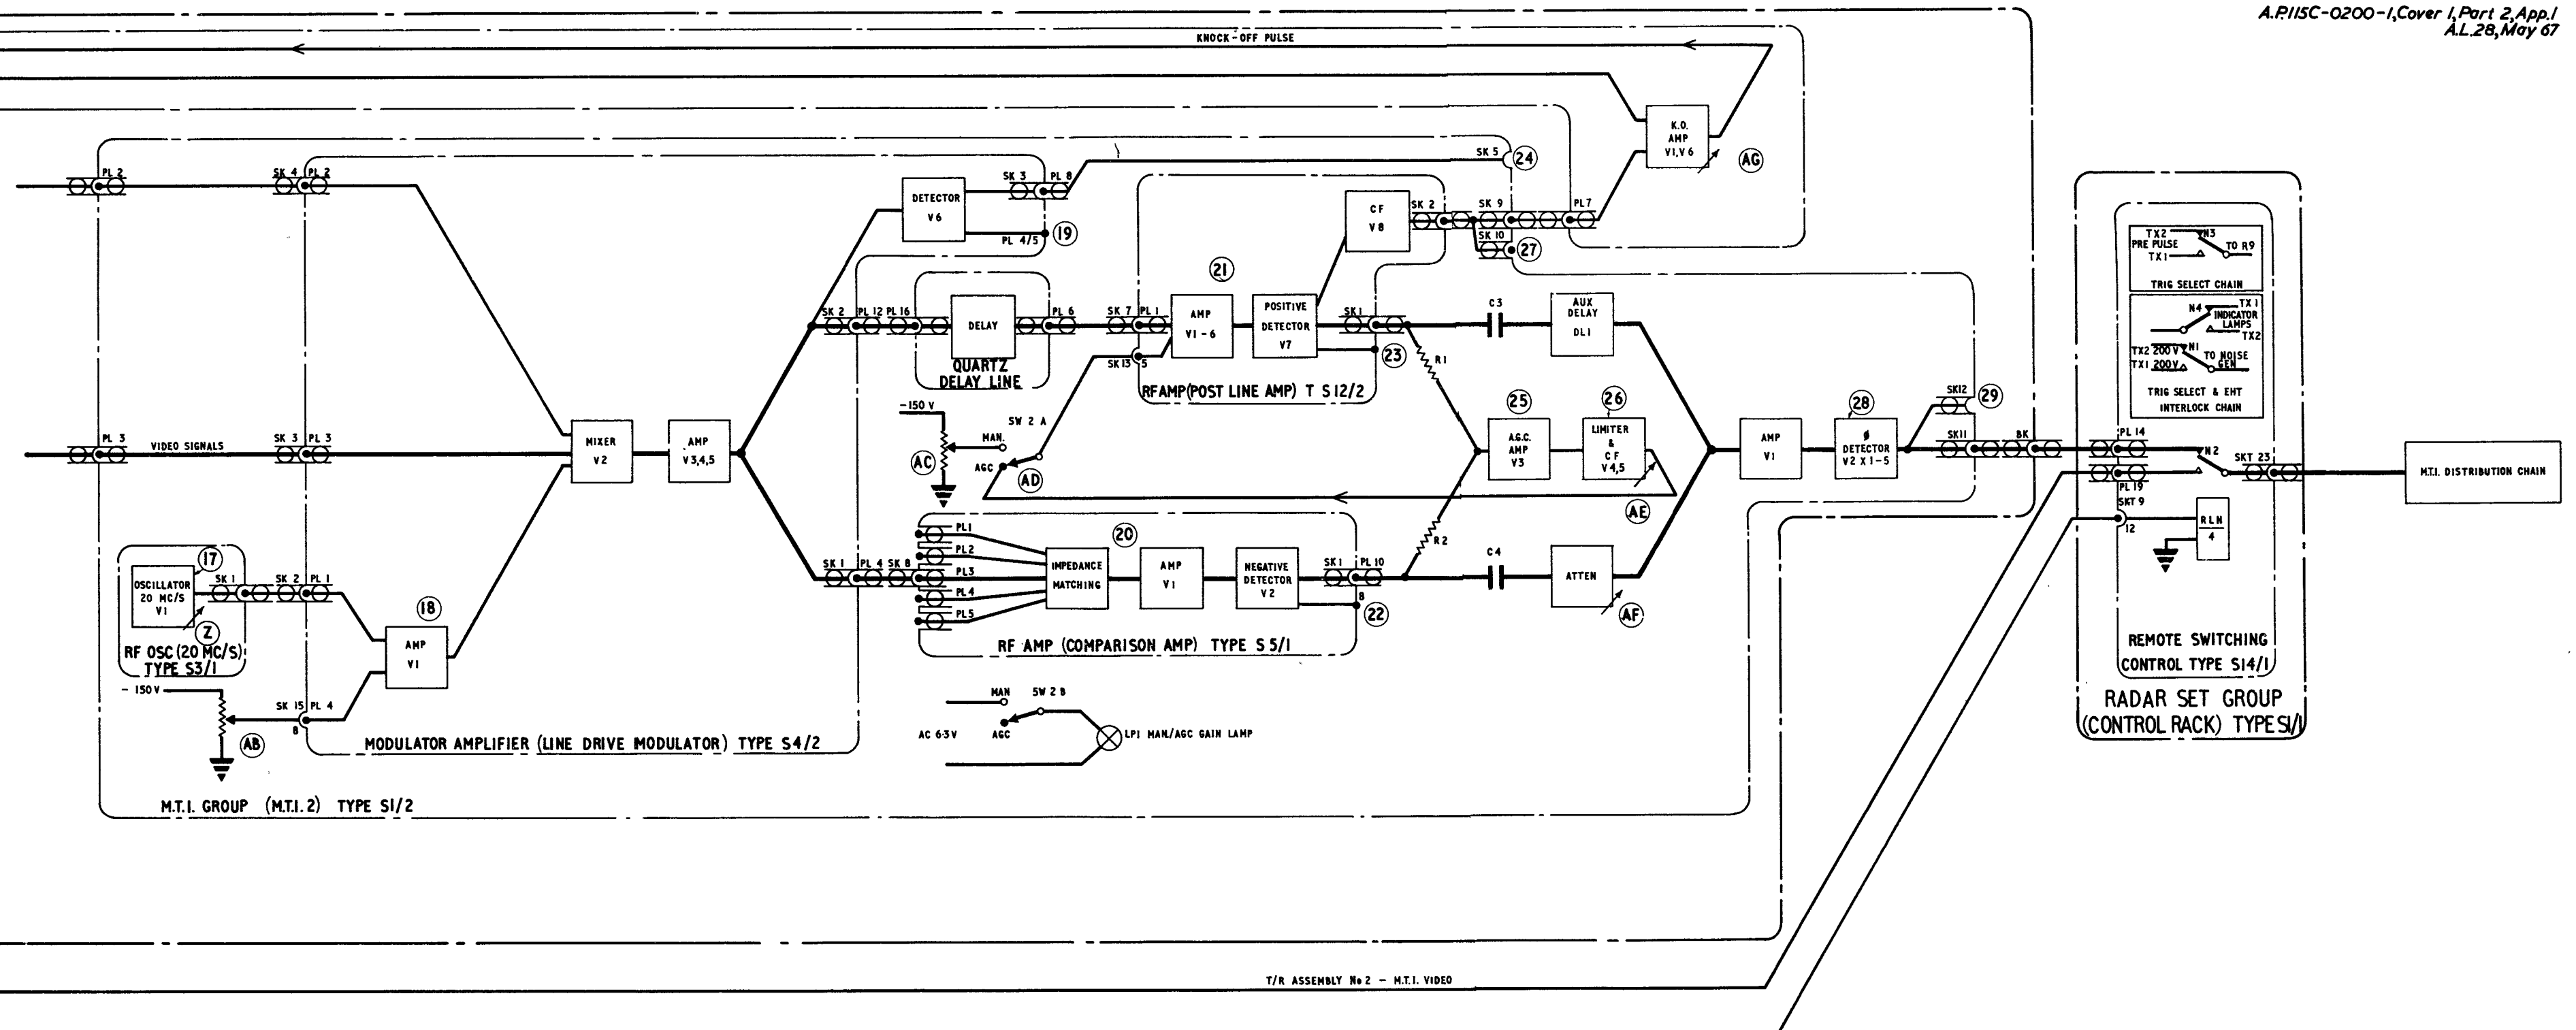 A.P.115C-0200-1, Cover 1, Part 2, App.1
A.L.28, May 67
KNOCK-OFF PULSE
K.O.
AMP
V1,V6
AG
SK 5
24
PL 2
SK 4
PL 2
DETECTOR
V6
SK 3
PL 8
PL 4/5
19
CF
V8
SK 2
SK 9
PL7
SK 10
27
TX2
N3
PRE PULSE
TO R9
TX1
TRIG SELECT CHAIN
N4
TX 1
INDICATOR
LAMPS
TX2
TX2 200V
N1
TO NOISE
GEN
TX1 200V
TRIG SELECT & EHT
INTERLOCK CHAIN
SK 2
PL 12
PL 16
DELAY
PL 6
QUARTZ
DELAY LINE
SK 7
PL 1
21
AMP
V1-6
POSITIVE
DETECTOR
V7
SK 1
23
SK 13
5
RF AMP (POST LINE AMP) T S12/2
C3
AUX
DELAY
DL1
R1
-150 V
SW 2 A
MAN.
AC
AGC
AD
25
A.G.C.
AMP
V3
26
LIMITER
&
CF
V4,5
AE
AMP
V1
28
ø
DETECTOR
V2 X1-5
SK12
29
SK11
BK
PL 14
N2
PL 19
SKT 23
M.T.I. DISTRIBUTION CHAIN
SKT 9
12
RLN
4
PL 3
VIDEO SIGNALS
SK 3
PL 3
MIXER
V2
AMP
V3,4,5
SK 1
PL 4
SK 8
PL1
PL2
PL3
PL4
PL5
20
IMPEDANCE
MATCHING
AMP
V1
NEGATIVE
DETECTOR
V2
SK 1
PL 10
8
22
R2
C4
ATTEN
AF
RF AMP (COMPARISON AMP) TYPE S5/1
17
OSCILLATOR
20 MC/S
V1
Z
SK 1
SK 2
PL 1
RF OSC (20 MC/S)
TYPE S3/1
18
AMP
V1
- 150V
SK 15
PL 4
8
AB
MODULATOR AMPLIFIER (LINE DRIVE MODULATOR) TYPE S4/2
MAN
SW 2 B
AC 6·3V
AGC
LP1 MAN/AGC GAIN LAMP
REMOTE SWITCHING
CONTROL TYPE S14/1
RADAR SET GROUP
(CONTROL RACK) TYPE S1/1
M.T.I. GROUP (M.T.I. 2) TYPE S1/2
T/R ASSEMBLY No 2 - M.T.I. VIDEO